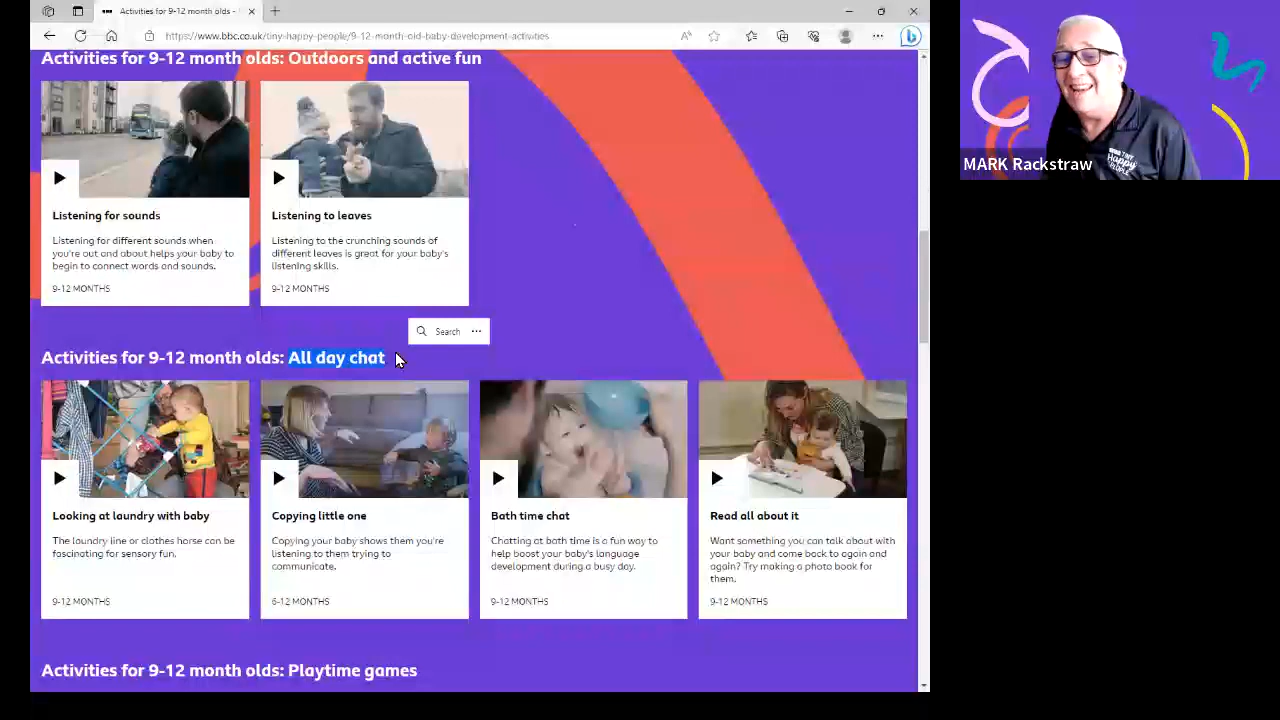 Activities for 9-12 month olds -
https://www.bbc.co.uk/tiny-happy-people/9-12-month-old-baby-development-activities
Activities for 9-12 month olds: Outdoors and active fun
Listening for sounds
Listening for different sounds when
you're out and about helps your baby to
begin to connect words and sounds.
9-12 MONTHS
Listening to leaves
Listening to the crunching sounds of
different leaves is great for your baby's
listening skills.
9-12 MONTHS
Search
Activities for 9-12 month olds: All day chat
Looking at laundry with baby
The laundry line or clothes horse can be
fascinating for sensory fun.
9-12 MONTHS
Copying little one
Copying your baby shows them you're
listening to them trying to
communicate.
6-12 MONTHS
Bath time chat
Chatting at bath time is a fun way to
help boost your baby's language
development during a busy day.
9-12 MONTHS
Read all about it
Want something you can talk about with
your baby and come back to again and
again? Try making a photo book for
them.
9-12 MONTHS
Activities for 9-12 month olds: Playtime games
MARK Rackstraw
TINY
Happy
PEOPLE